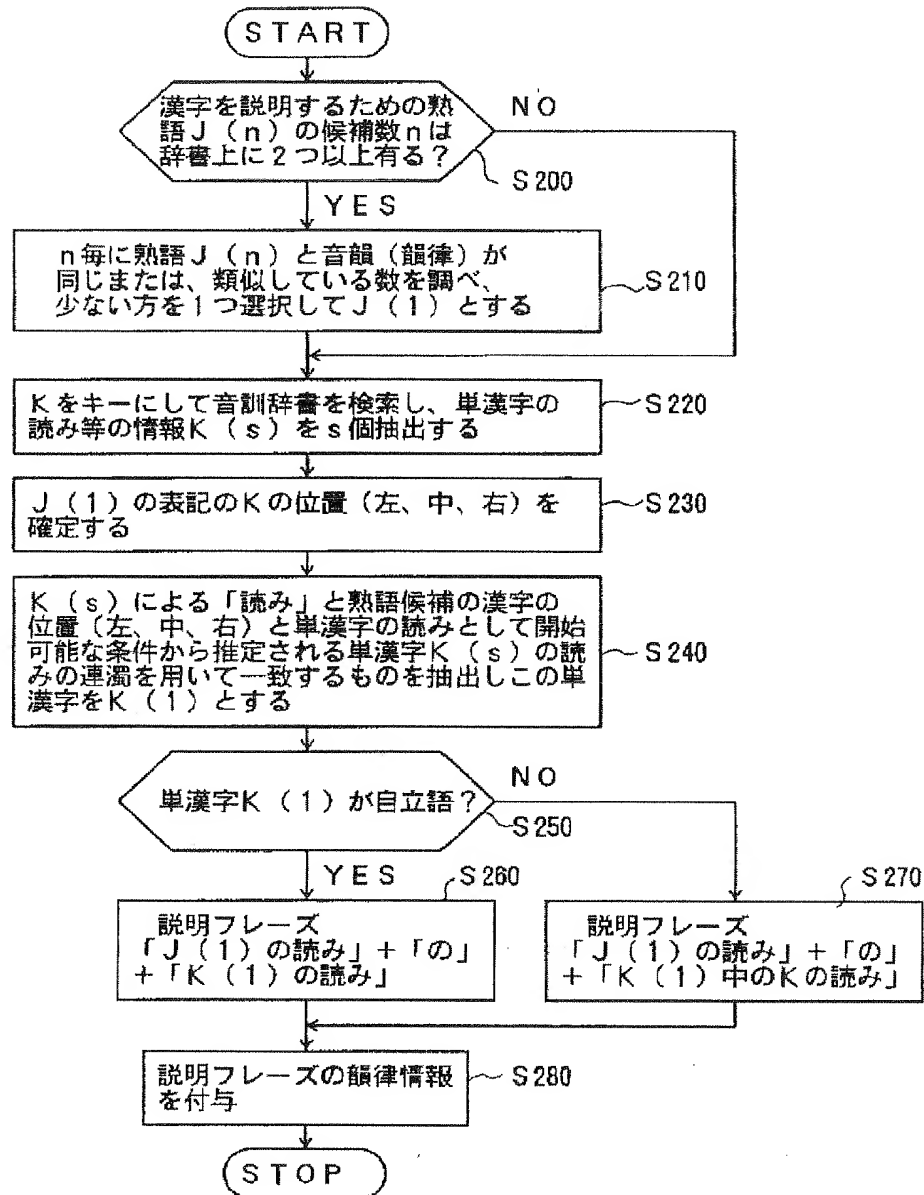 START
漢字を説明するための熟
語J(n)の候補数nは
辞書上に2つ以上有る?
NO
S200
YES
n毎に熟語J(n)と音韻(韻律)が
同じまたは、類似している数を調べ、
少ない方を1つ選択してJ(1)とする
S210
Kをキーにして音訓辞書を検索し、単漢字の
読み等の情報K(s)をs個抽出する
S220
J(1)の表記のKの位置(左、中、右)を
確定する
S230
K(s)による「読み」と熟語候補の漢字の
位置(左、中、右)と単漢字の読みとして開始
可能な条件から推定される単漢字K(s)の読
みの連濁を用いて一致するものを抽出しこの単
漢字をK(1)とする
S240
単漢字K(1)が自立語?
NO
S250
YES
S260
説明フレーズ
「J(1)の読み」+「の」
+「K(1)の読み」
S270
説明フレーズ
「J(1)の読み」+「の」
+「K(1)中のKの読み」
説明フレーズの韻律情報
を付与
S280
STOP